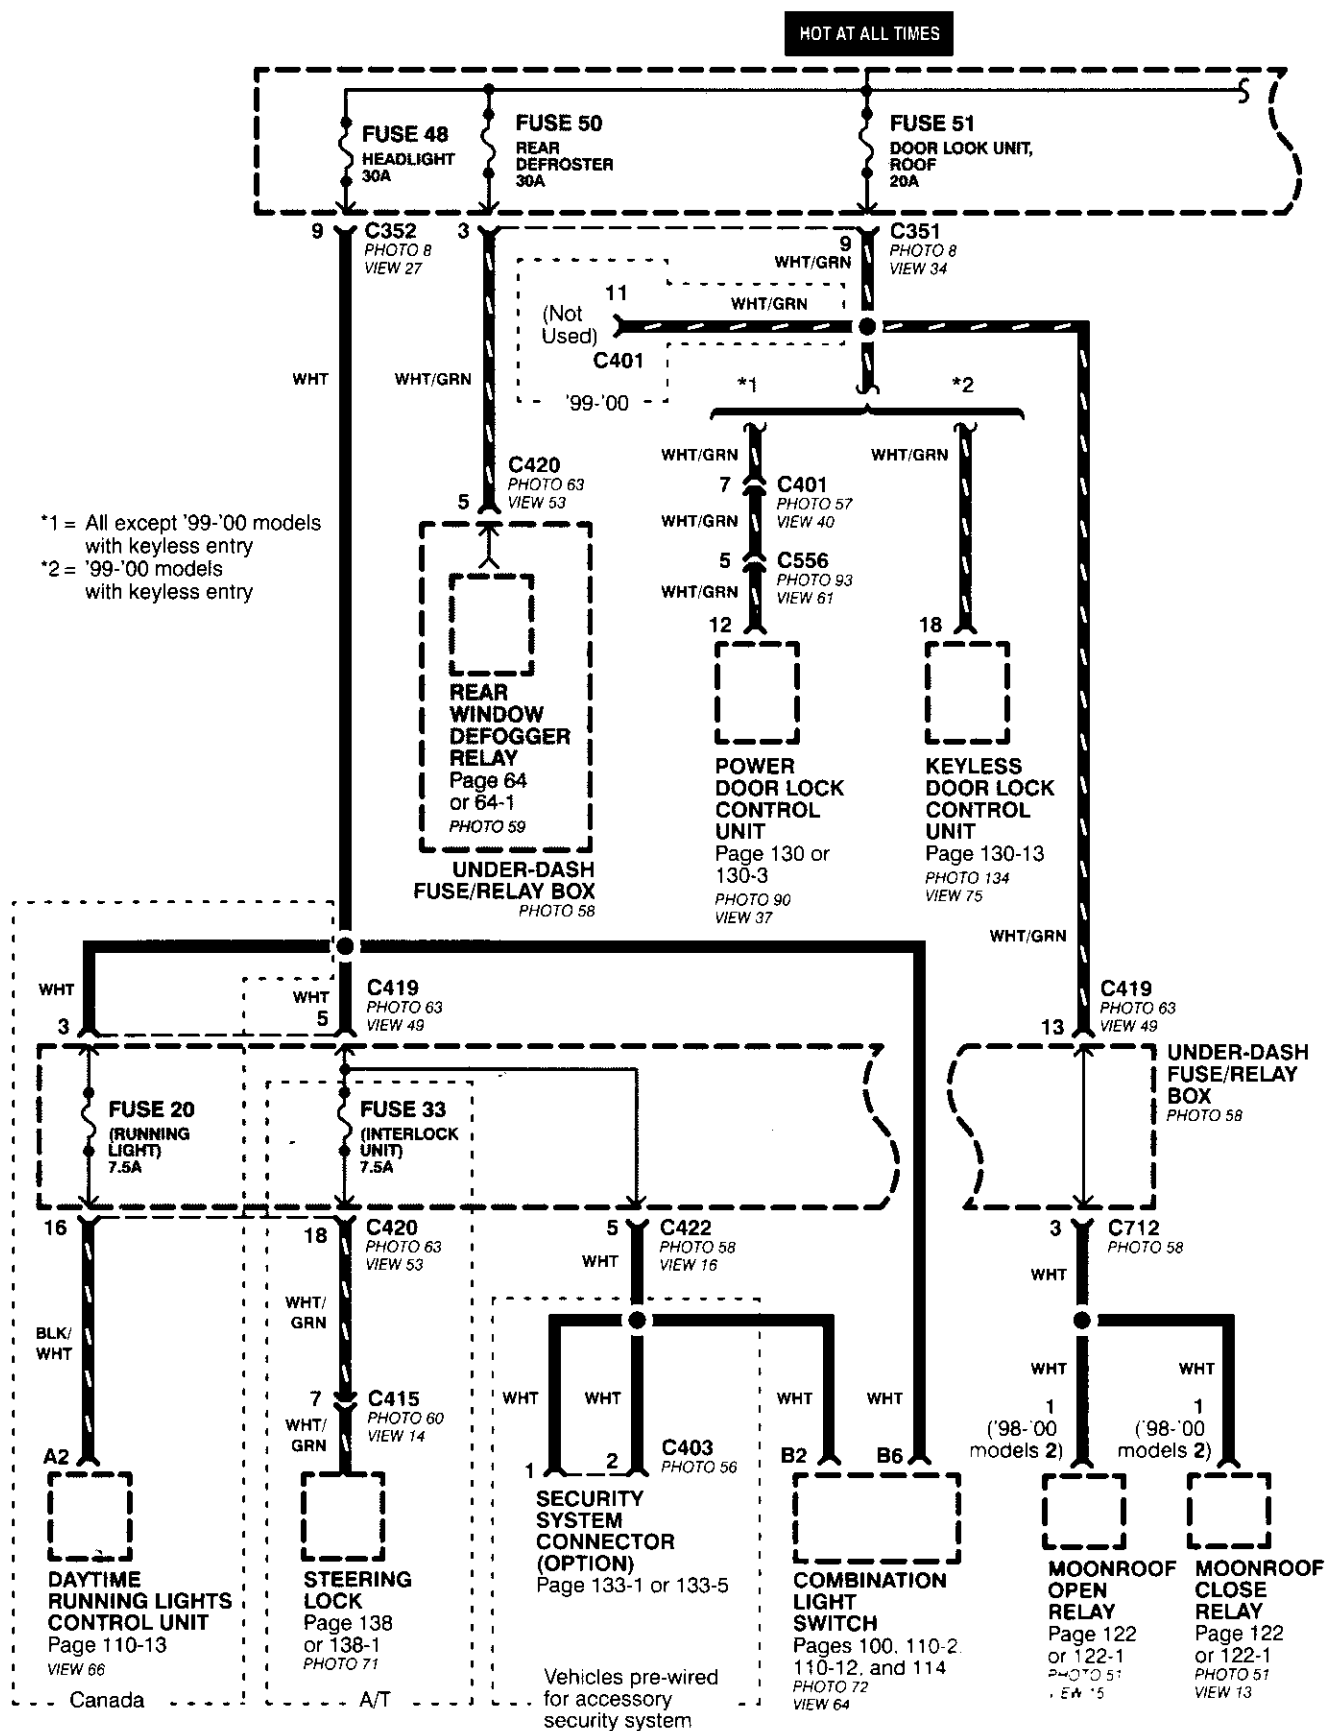 HOT AT ALL TIMES
FUSE 48
HEADLIGHT
30A
FUSE 50
REAR
DEFROSTER
30A
FUSE 51
DOOR LOOK UNIT,
ROOF
20A
9
C352
PHOTO 8
VIEW 27
3
9
C351
PHOTO 8
VIEW 34
WHT/GRN
11
WHT/GRN
(Not
Used)
C401
'99-'00
WHT
WHT/GRN
*1
*2
C420
PHOTO 63
VIEW 53
5
WHT/GRN
7
C401
PHOTO 57
VIEW 40
WHT/GRN
5
C556
PHOTO 93
VIEW 61
WHT/GRN
12
WHT/GRN
18
*1 = All except '99-'00 models
with keyless entry
*2 = '99-'00 models
with keyless entry
REAR
WINDOW
DEFOGGER
RELAY
Page 64
or 64-1
PHOTO 59
UNDER-DASH
FUSE/RELAY BOX
PHOTO 58
POWER
DOOR LOCK
CONTROL
UNIT
Page 130 or
130-3
PHOTO 90
VIEW 37
KEYLESS
DOOR LOCK
CONTROL
UNIT
Page 130-13
PHOTO 134
VIEW 75
WHT/GRN
WHT
3
WHT
5
C419
PHOTO 63
VIEW 49
13
C419
PHOTO 63
VIEW 49
UNDER-DASH
FUSE/RELAY
BOX
PHOTO 58
FUSE 20
(RUNNING
LIGHT)
7.5A
FUSE 33
(INTERLOCK
UNIT)
7.5A
16
18
C420
PHOTO 63
VIEW 53
5
C422
PHOTO 58
VIEW 16
WHT
3
C712
PHOTO 58
WHT
BLK/
WHT
WHT/
GRN
7
C415
PHOTO 60
VIEW 14
WHT/
GRN
WHT
WHT
WHT
WHT
WHT
WHT
1
('98-'00
models 2)
1
('98-'00
models 2)
A2
1
2
C403
PHOTO 56
B2
B6
DAYTIME
RUNNING LIGHTS
CONTROL UNIT
Page 110-13
VIEW 66
Canada
STEERING
LOCK
Page 138
or 138-1
PHOTO 71
A/T
SECURITY
SYSTEM
CONNECTOR
(OPTION)
Page 133-1 or 133-5
Vehicles pre-wired
for accessory
security system
COMBINATION
LIGHT
SWITCH
Pages 100, 110-2,
110-12, and 114
PHOTO 72
VIEW 64
MOONROOF
OPEN
RELAY
Page 122
or 122-1
PHOTO 51
MOONROOF
CLOSE
RELAY
Page 122
or 122-1
PHOTO 51
VIEW 13